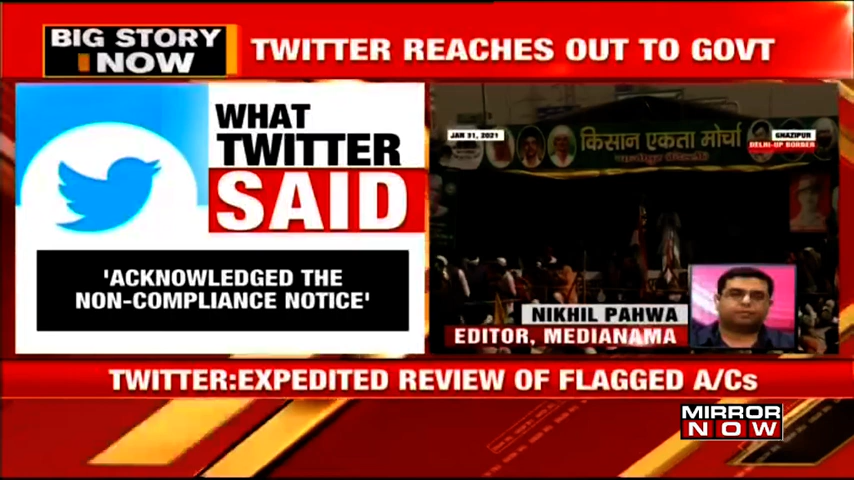 BIG STORY
NOW
TWITTER REACHES OUT TO GOVT
WHAT
TWITTER
SAID
'ACKNOWLEDGED THE
NON-COMPLIANCE NOTICE'
JAN 31, 2021
किसान एकता मोर्चा
GHAZIPUR
DELHI-UP BORDER
NIKHIL PAHWA
EDITOR, MEDIANAMA
TWITTER:EXPEDITED REVIEW OF FLAGGED A/Cs
MIRROR
NOW